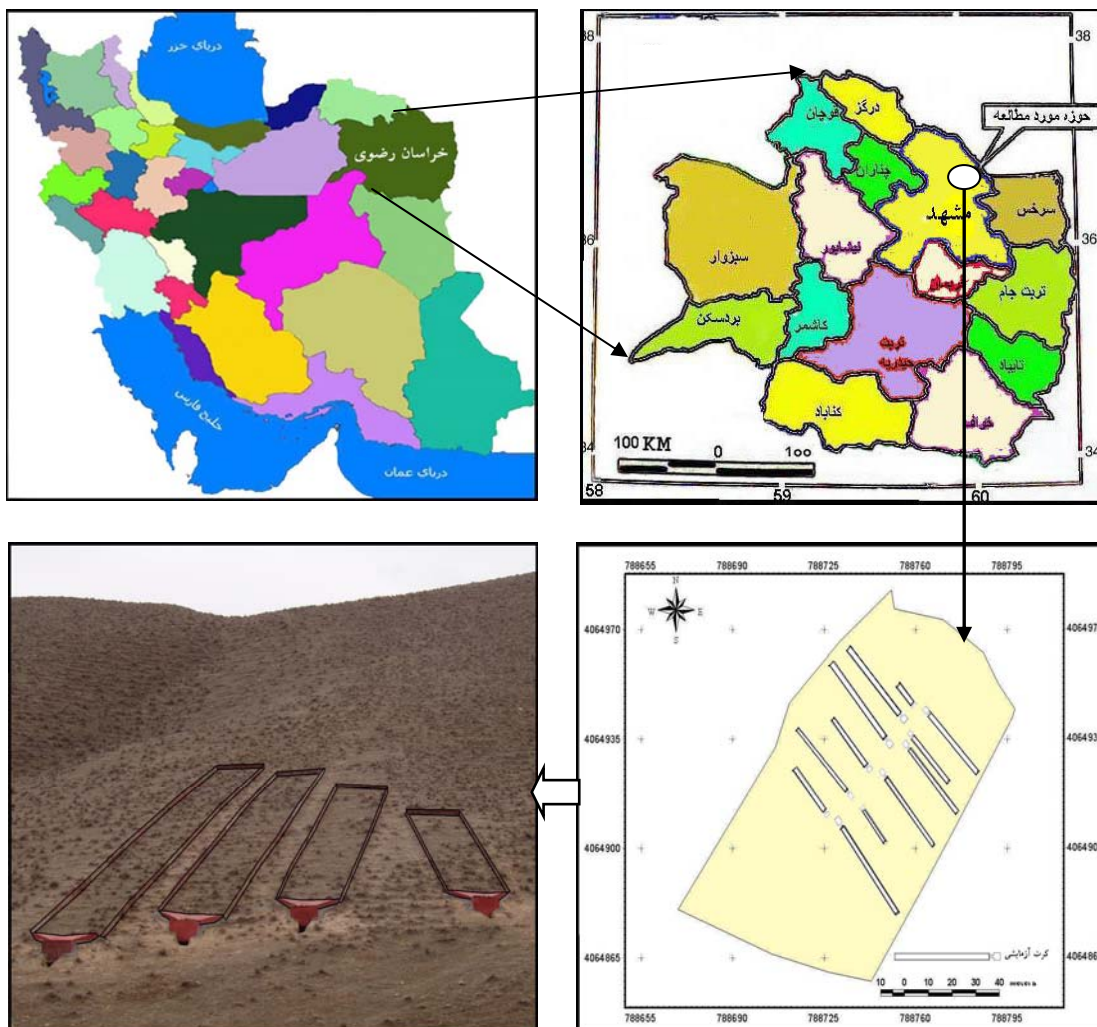 دریای خزر
خراسان رضوی
خلیج فارس
دریای عمان
38
38
درگز
قوچان
حوزه مورد مطالعه
چناران
سرخس
مشهد
36
36
نیشابور
سبزوار
تربت جام
بردسکن
کاشمر
تربت
حیدریه
تایباد
گناباد
خواف
100 KM
0
100
34
34
58
59
60
788655
788690
788725
788760
788795
N
W
E
S
4064970
4064935
4064935
4064900
4064900
4064865
کرت آزمایشی
10
0
10
20
30
40
788655
788690
788725
788760
788795